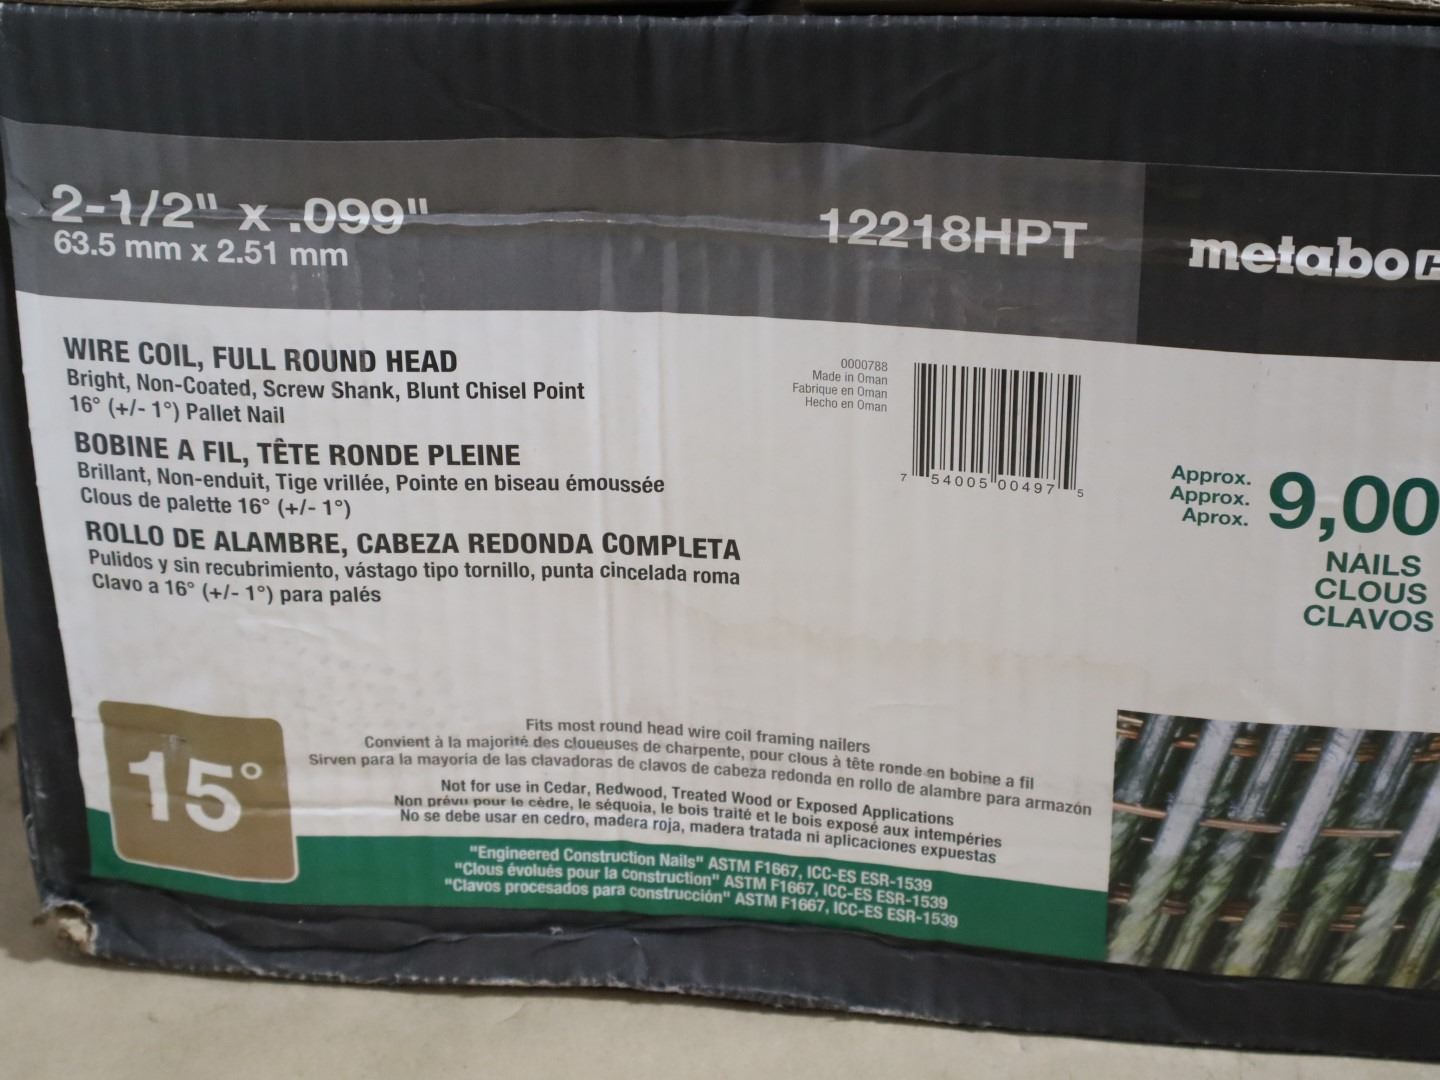 2-1/2" x .099"
63.5 mm x 2.51 mm
12218HPT
metabo
WIRE COIL, FULL ROUND HEAD
Bright, Non-Coated, Screw Shank, Blunt Chisel Point
16° (+/- 1°) Pallet Nail
BOBINE A FIL, TÊTE RONDE PLEINE
Brillant, Non-enduit, Tige vrillée, Pointe en biseau émoussée
Clous de palette 16° (+/- 1°)
ROLLO DE ALAMBRE, CABEZA REDONDA COMPLETA
Pulidos y sin recubrimiento, vástago tipo tornillo, punta cincelada roma
Clavo a 16° (+/- 1°) para palés
0000788
Made in Oman
Fabrique en Oman
Hecho en Oman
7 54005 00497 5
Approx.
Approx.
Aprox.
9,00
NAILS
CLOUS
CLAVOS
15°
Fits most round head wire coil framing nailers
Convient à la majorité des cloueuses de charpente, pour clous à tête ronde en bobine a fil
Sirven para la mayoría de las clavadoras de clavos de cabeza redonda en rollo de alambre para armazón
Not for use in Cedar, Redwood, Treated Wood or Exposed Applications
Non prévu pour le cèdre, le séquoia, le bois traité et le bois exposé aux intempéries
No se debe usar en cedro, madera roja, madera tratada ni aplicaciones expuestas
"Engineered Construction Nails" ASTM F1667, ICC-ES ESR-1539
"Clous évolués pour la construction" ASTM F1667, ICC-ES ESR-1539
"Clavos procesados para construcción" ASTM F1667, ICC-ES ESR-1539